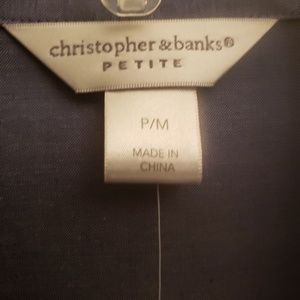 christopher & banks®
PETITE
P/M
MADE IN
CHINA